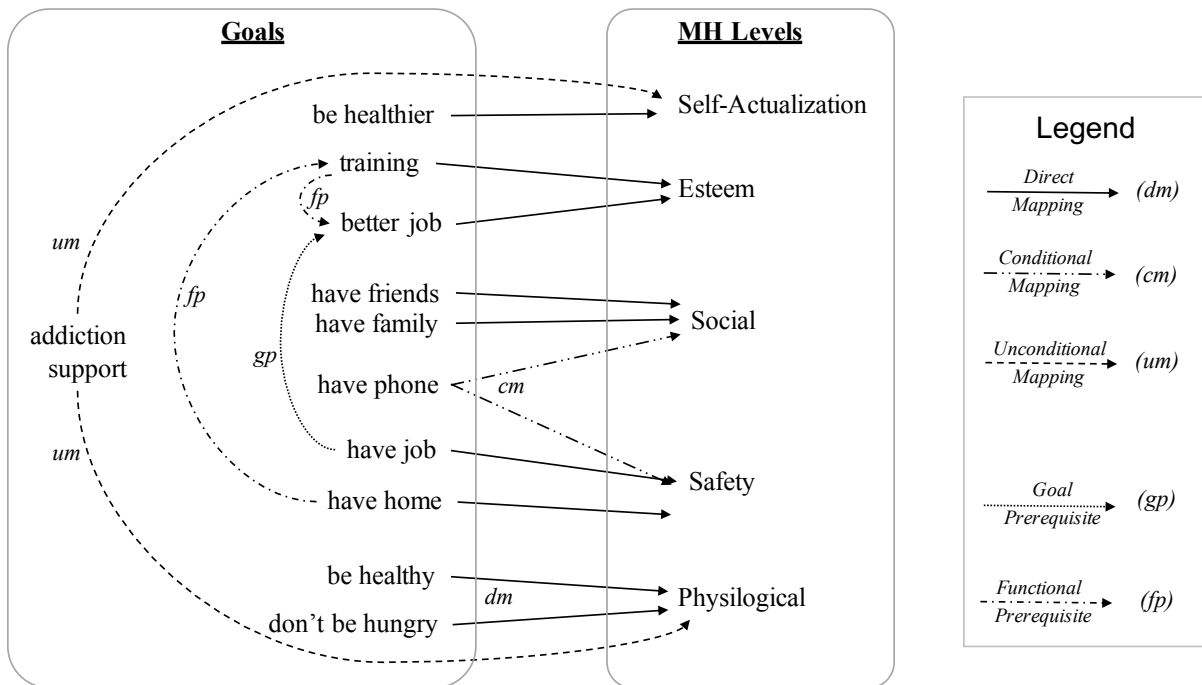 Goals
MH Levels
Self-Actualization
be healthier
training
Esteem
fp
better job
um
have friends
fp
have family
Social
addiction
support
gp
have phone
cm
have job
um
Safety
have home
be healthy
dm
Physilogical
don't be hungry
Legend
Direct
Mapping
(dm)
Conditional
Mapping
(cm)
Unconditional
Mapping
(um)
Goal
Prerequisite
(gp)
Functional
Prerequisite
(fp)